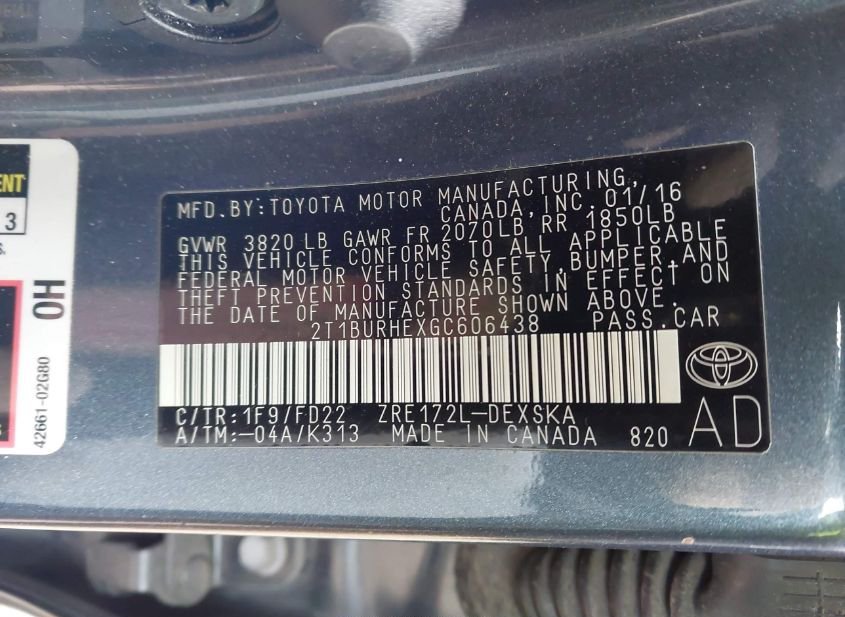 MFD.BY:TOYOTA MOTOR MANUFACTURING,
CANADA, INC. 01/16
GVWR 3820 LB GAWR FR 2070LB RR 1850LB
THIS VEHICLE CONFORMS TO ALL APPLICABLE
FEDERAL MOTOR VEHICLE SAFETY, BUMPER AND
THEFT PREVENTION STANDARDS IN EFFECT ON
THE DATE OF MANUFACTURE SHOWN ABOVE.
2T1BURHEXGC606438 PASS.CAR
C/TR:1F9/FD22 ZRE172L-DEXSKA
A/TM:-04A/K313 MADE IN CANADA 820
AD
3
HO
42661-02G80